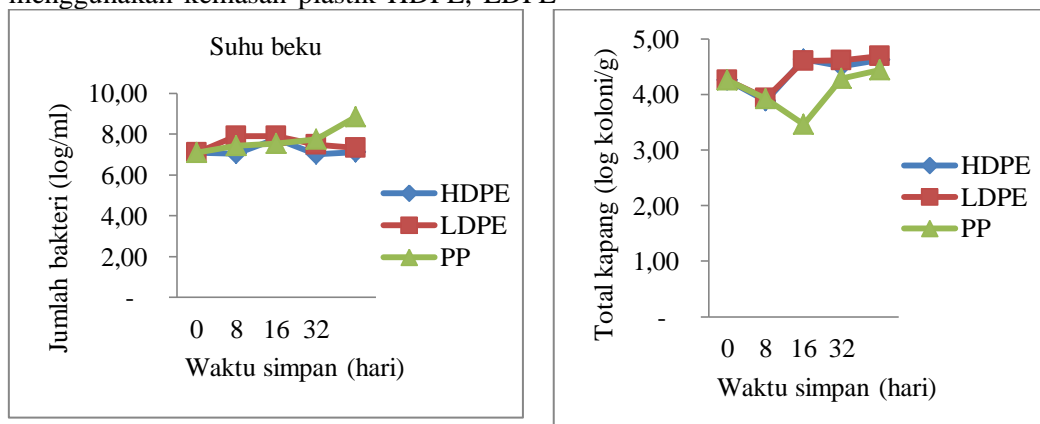 menggunakan kemasan plastik HDPE, LDPE
Suhu beku
Jumlah bakteri (log/ml)
10,00
8,00
6,00
4,00
2,00
-
0 8 16 32
Waktu simpan (hari)
HDPE
LDPE
PP
Total kapang (log koloni/g)
5,00
4,00
3,00
2,00
1,00
-
0 8 16 32
Waktu simpan (hari)
HDPE
LDPE
PP